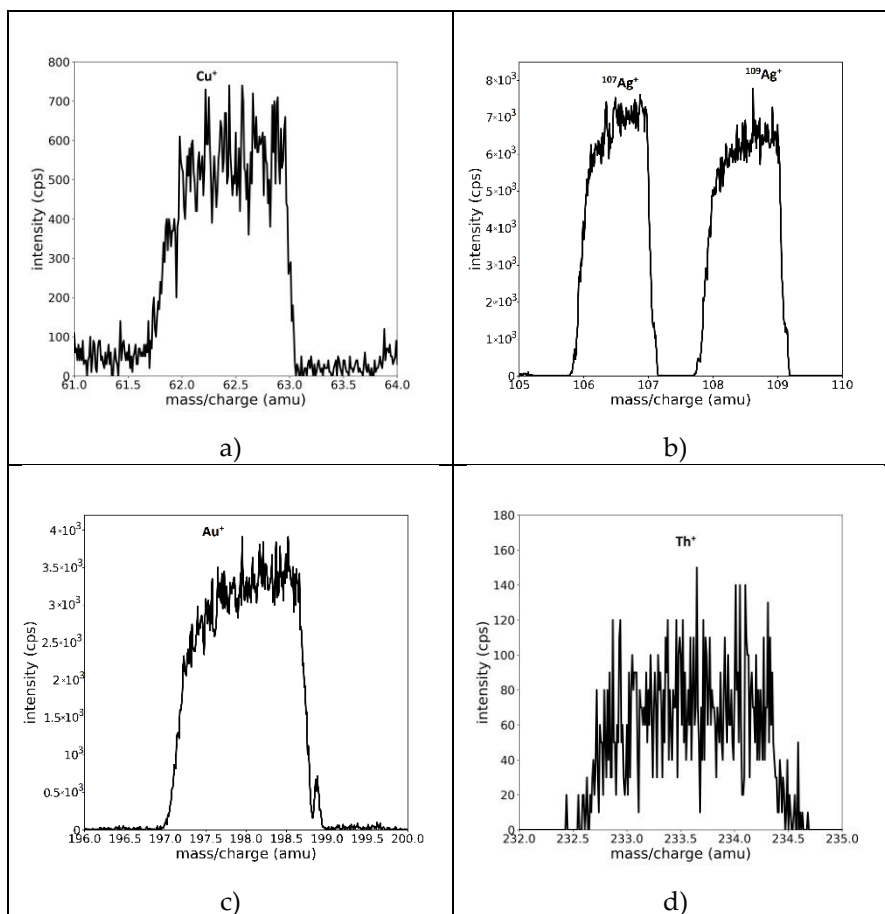 Cu⁺
800
700
600
500
400
300
200
100
0
intensity (cps)
61.0 61.5 62.0 62.5 63.0 63.5 64.0
mass/charge (amu)
a)
¹⁰⁷Ag⁺ ¹⁰⁹Ag⁺
8×10³
7×10³
6×10³
5×10³
4×10³
3×10³
2×10³
1×10³
0
intensity (cps)
105 106 107 108 109 110
mass/charge (amu)
b)
Au⁺
4×10³
3.5×10³
3×10³
2.5×10³
2×10³
1.5×10³
10³
0.5×10³
0
intensity (cps)
196.0 196.5 197.0 197.5 198.0 198.5 199.0 199.5 200.0
mass/charge (amu)
c)
Th⁺
180
160
140
120
100
80
60
40
20
0
intensity (cps)
232.0 232.5 233.0 233.5 234.0 234.5 235.0
mass/charge (amu)
d)